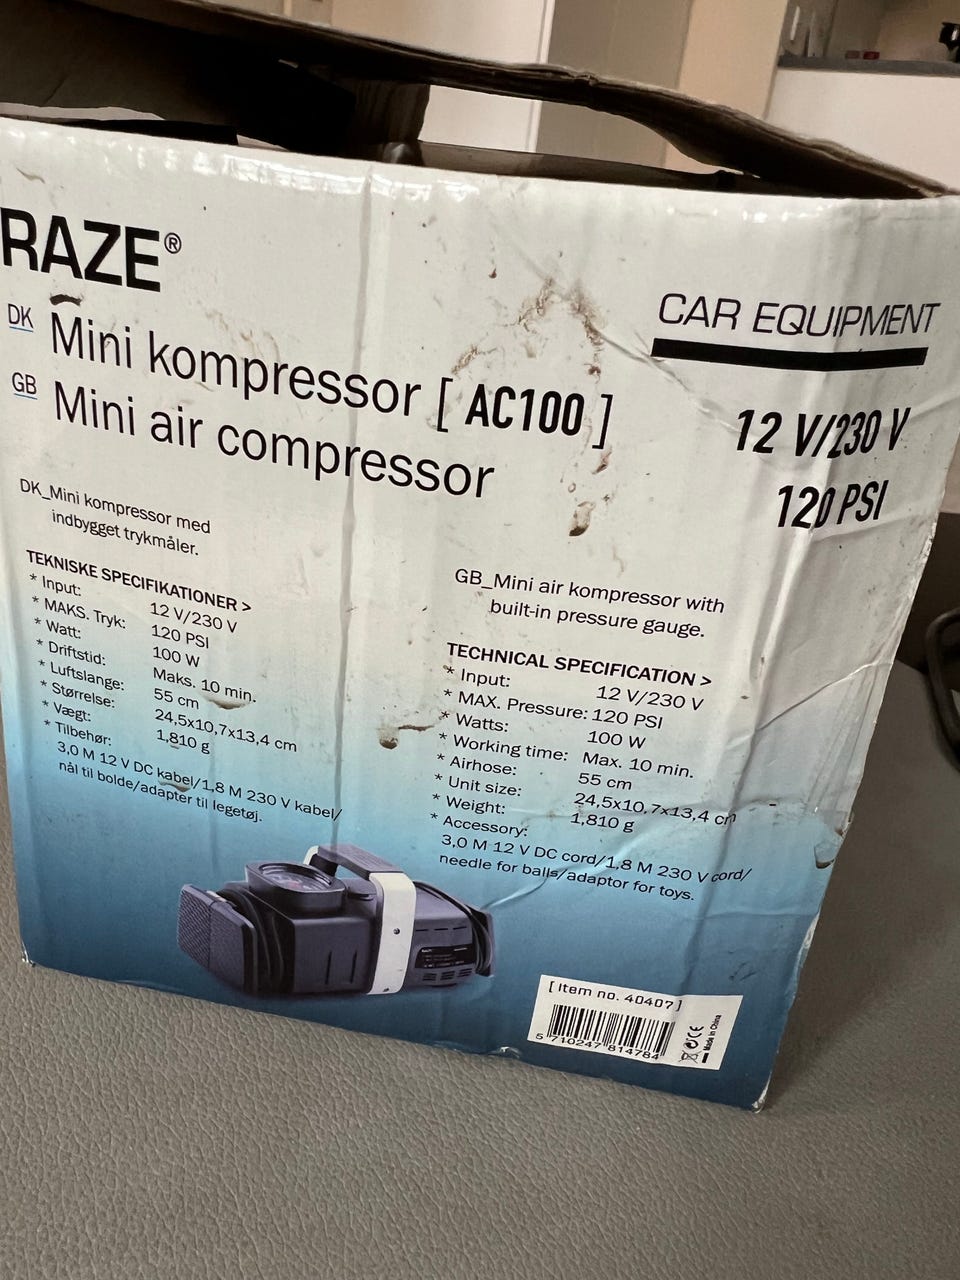 RAZE®
DK Mini kompressor [ AC100 ]
GB Mini air compressor
CAR EQUIPMENT
12 V/230 V
120 PSI
DK_Mini kompressor med
indbygget trykmåler.
TEKNISKE SPECIFIKATIONER >
* Input: 12 V/230 V
* MAKS. Tryk: 120 PSI
* Watt: 100 W
* Driftstid: Maks. 10 min.
* Luftslange: 55 cm
* Størrelse: 24,5x10,7x13,4 cm
* Vægt: 1,810 g
* Tilbehør:
3,0 M 12 V DC kabel/1,8 M 230 V kabel/
nål til bolde/adapter til legetøj.
GB_Mini air kompressor with
built-in pressure gauge.
TECHNICAL SPECIFICATION >
* Input: 12 V/230 V
* MAX. Pressure: 120 PSI
* Watts: 100 W
* Working time: Max. 10 min.
* Airhose: 55 cm
* Unit size: 24,5x10,7x13,4 cm
* Weight: 1,810 g
* Accessory:
3,0 M 12 V DC cord/1,8 M 230 V cord/
needle for balls/adaptor for toys.
[ Item no. 40407 ]
5 710247 814784
CE
Made in China